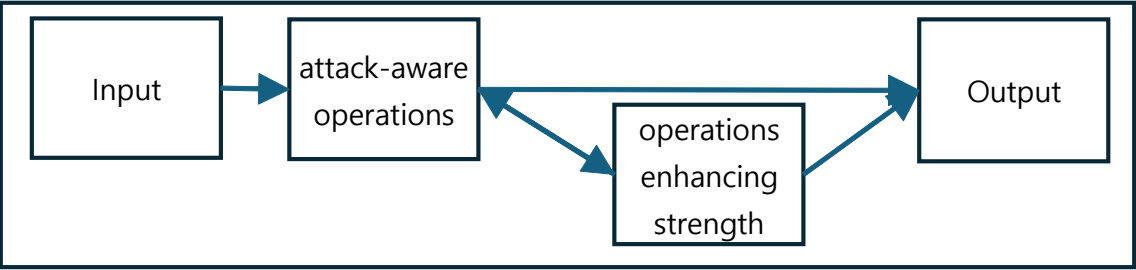 Input
attack-aware
operations
operations
enhancing
strength
Output